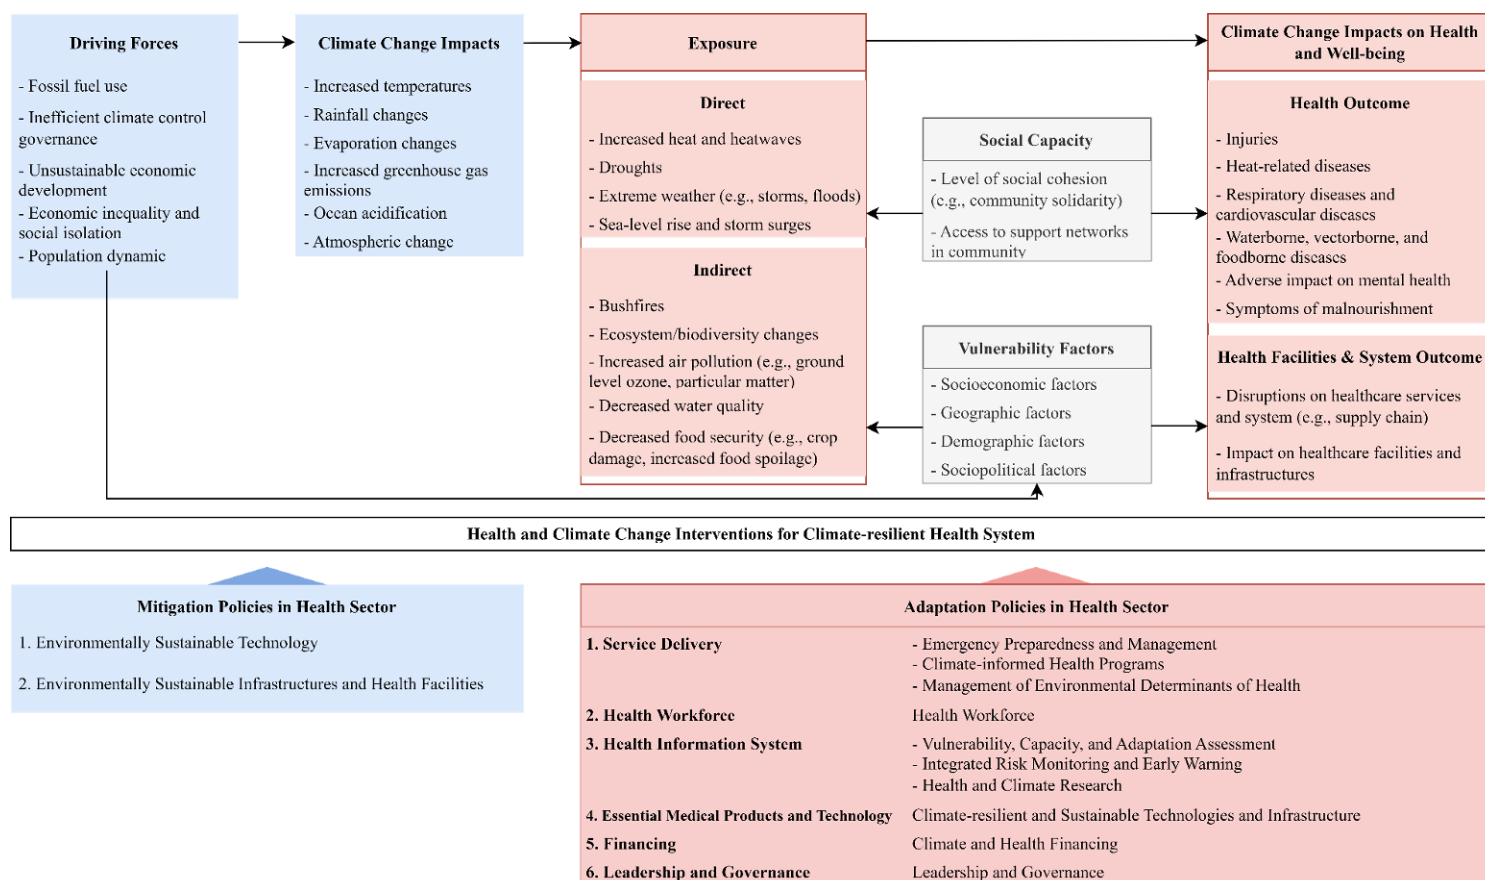 Driving Forces
- Fossil fuel use
- Inefficient climate control
governance
- Unsustainable economic
development
- Economic inequality and
social isolation
- Population dynamic
Climate Change Impacts
- Increased temperatures
- Rainfall changes
- Evaporation changes
- Increased greenhouse gas
emissions
- Ocean acidification
- Atmospheric change
Exposure
Direct
- Increased heat and heatwaves
- Droughts
- Extreme weather (e.g., storms, floods)
- Sea-level rise and storm surges
Indirect
- Bushfires
- Ecosystem/biodiversity changes
- Increased air pollution (e.g., ground
level ozone, particular matter)
- Decreased water quality
- Decreased food security (e.g., crop
damage, increased food spoilage)
Social Capacity
- Level of social cohesion
(e.g., community solidarity)
- Access to support networks
in community
Vulnerability Factors
- Socioeconomic factors
- Geographic factors
- Demographic factors
- Sociopolitical factors
Climate Change Impacts on Health
and Well-being
Health Outcome
- Injuries
- Heat-related diseases
- Respiratory diseases and
cardiovascular diseases
- Waterborne, vectorborne, and
foodborne diseases
- Adverse impact on mental health
- Symptoms of malnourishment
Health Facilities & System Outcome
- Disruptions on healthcare services
and system (e.g., supply chain)
- Impact on healthcare facilities and
infrastructures
Health and Climate Change Interventions for Climate-resilient Health System
Mitigation Policies in Health Sector
1. Environmentally Sustainable Technology
2. Environmentally Sustainable Infrastructures and Health Facilities
Adaptation Policies in Health Sector
1. Service Delivery
- Emergency Preparedness and Management
- Climate-informed Health Programs
- Management of Environmental Determinants of Health
2. Health Workforce
Health Workforce
3. Health Information System
- Vulnerability, Capacity, and Adaptation Assessment
- Integrated Risk Monitoring and Early Warning
- Health and Climate Research
4. Essential Medical Products and Technology
Climate-resilient and Sustainable Technologies and Infrastructure
5. Financing
Climate and Health Financing
6. Leadership and Governance
Leadership and Governance